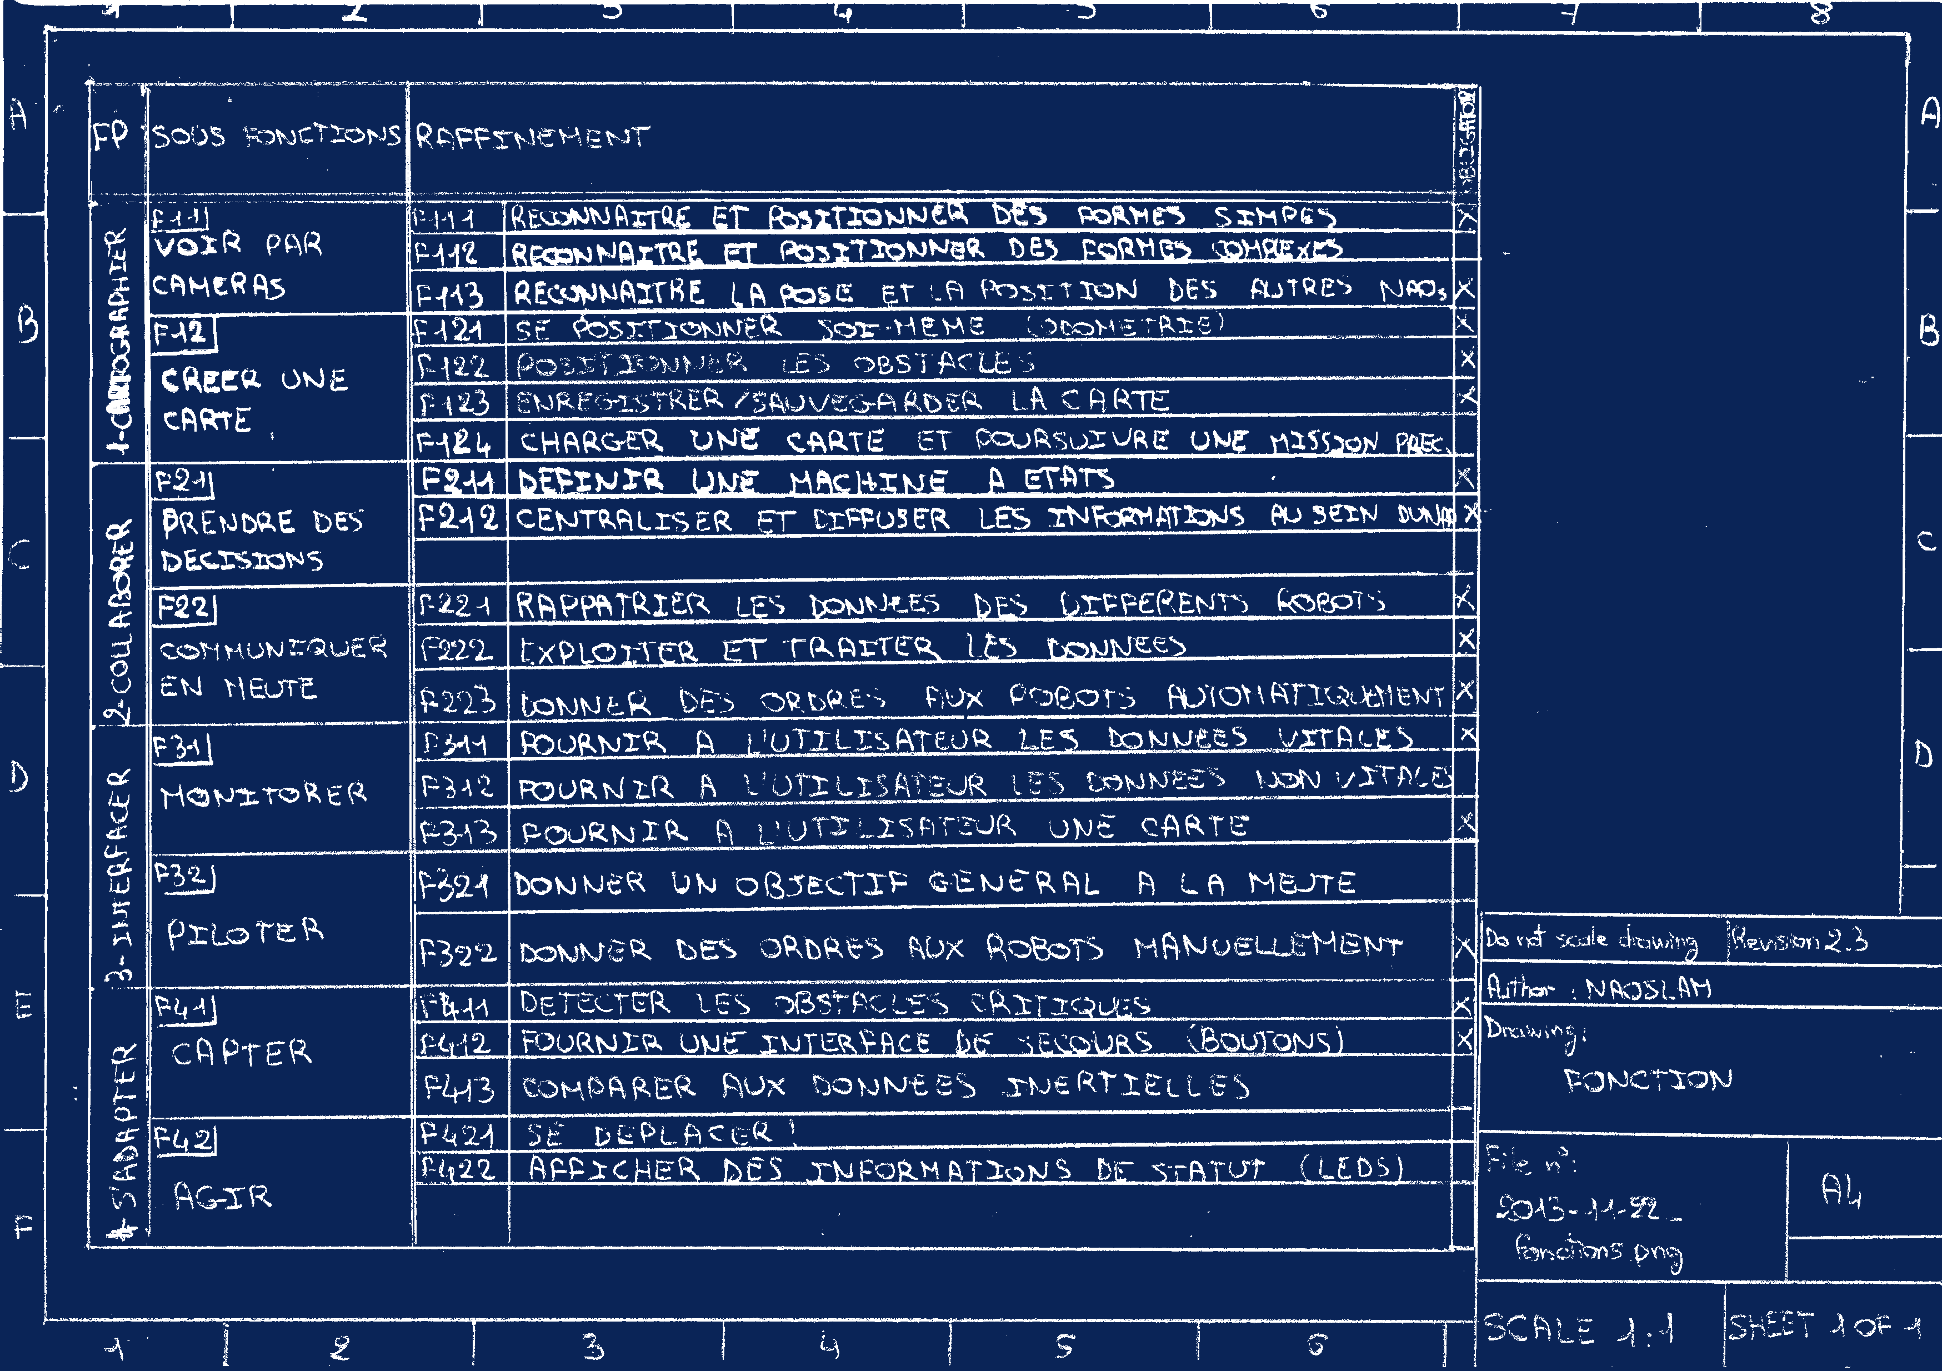 1 2 3 4 5 6 7 8
A A
FP SOUS FONCTIONS RAFFINEMENT
1-CARTOGRAPHIER
F11
VOIR PAR
CAMERAS
F111 RECONNAITRE ET POSITIONNER DES FORMES SIMPES X
F112 RECONNAITRE ET POSITIONNER DES FORMES COMPEXES
F113 RECONNAITRE LA POSE ET LA POSITION DES AUTRES NAOs X
B B
F12
CREER UNE
CARTE
F121 SE POSITIONNER SOI-MEME (ODOMETRIE) X
F122 POSITIONNER LES OBSTACLES X
F123 ENREGISTRER/SAUVEGARDER LA CARTE X
F124 CHARGER UNE CARTE ET POURSUIVRE UNE MISSION PREC.
2-COLLABORER
F21
PRENDRE DES
DECISIONS
F211 DEFINIR UNE MACHINE A ETATS X
F212 CENTRALISER ET DIFFUSER LES INFORMATIONS AU SEIN X
C C
F22
COMMUNIQUER
EN MEUTE
F221 RAPPATRIER LES DONNEES DES DIFFERENTS ROBOTS X
F222 EXPLOITER ET TRAITER LES DONNEES X
F223 DONNER DES ORDRES AUX ROBOTS AUTOMATIQUEMENT X
3-INTERFACER
F31
MONITORER
F311 FOURNIR A L'UTILISATEUR LES DONNEES VITALES X
F312 FOURNIR A L'UTILISATEUR LES DONNEES NON VITALES
F313 FOURNIR A L'UTILISATEUR UNE CARTE X
D D
F32
PILOTER
F321 DONNER UN OBJECTIF GENERAL A LA MEUTE
F322 DONNER DES ORDRES AUX ROBOTS MANUELLEMENT X
4-S'ADAPTER
F41
CAPTER
F411 DETECTER LES OBSTACLES CRITIQUES X
F412 FOURNIR UNE INTERFACE DE SECOURS (BOUTONS) X
F413 COMPARER AUX DONNEES INERTIELLES
E
F42
AGIR
F421 SE DEPLACER!
F422 AFFICHER DES INFORMATIONS DE STATUT (LEDS)
F
Do not scale drawing Revision 2.3
Author : NAOSLAM
Drawing:
FONCTION
File n°:
2013-11-22_
fonctions.png
A4
SCALE 1:1 SHEET 1 OF 1
1 2 3 4 5 6